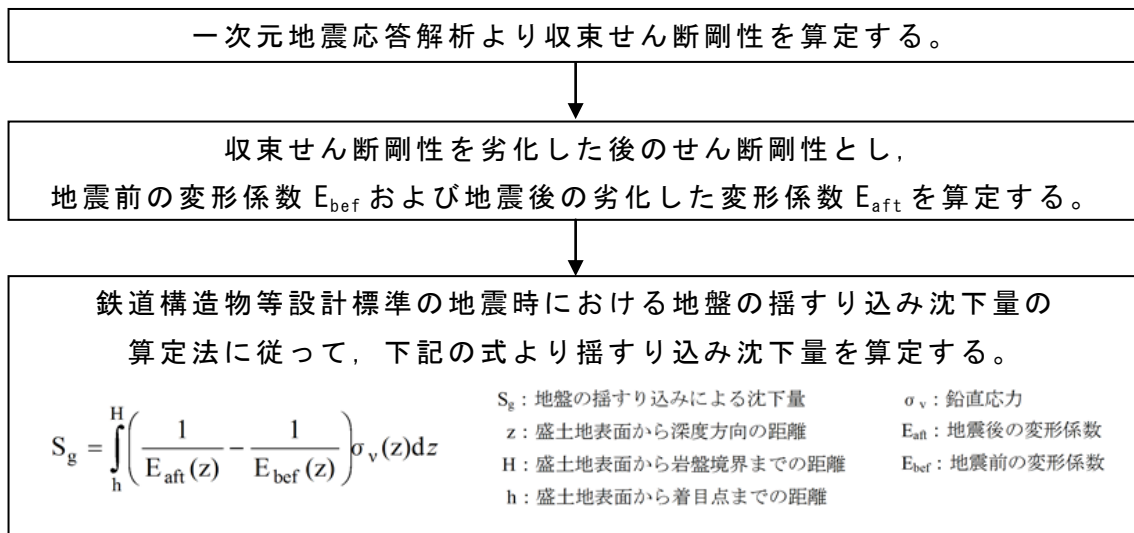 一次元地震応答解析より収束せん断剛性を算定する。
収束せん断剛性を劣化した後のせん断剛性とし,
地震前の変形係数 E_bef および地震後の劣化した変形係数 E_aft を算定する。
鉄道構造物等設計標準の地震時における地盤の揺すり込み沈下量の
算定法に従って, 下記の式より揺すり込み沈下量を算定する。
S_g = ∫_h^H (1/E_aft(z) − 1/E_bef(z)) σ_v(z)dz
S_g：地盤の揺すり込みによる沈下量
z：盛土地表面から深度方向の距離
H：盛土地表面から岩盤境界までの距離
h：盛土地表面から着目点までの距離
σ_v：鉛直応力
E_aft：地震後の変形係数
E_bef：地震前の変形係数